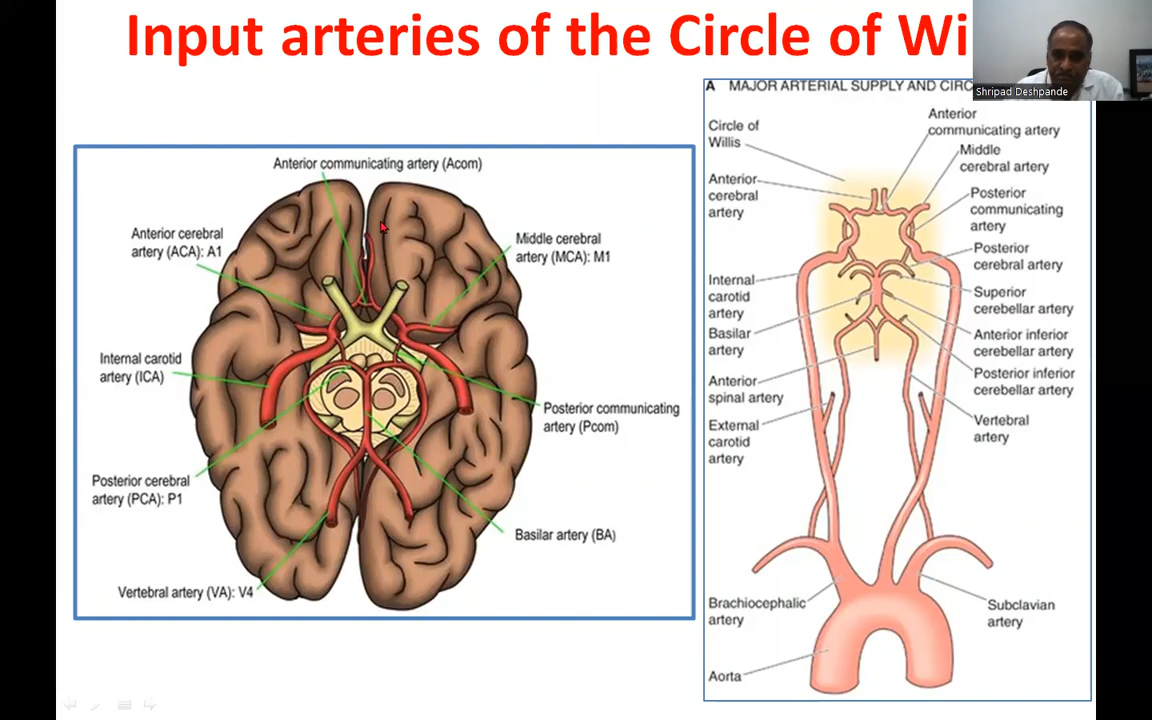 Input arteries of the Circle of Wi
Shripad Deshpande
Anterior communicating artery (Acom)
Anterior cerebral
artery (ACA): A1
Middle cerebral
artery (MCA): M1
Internal carotid
artery (ICA)
Posterior communicating
artery (Pcom)
Posterior cerebral
artery (PCA): P1
Basilar artery (BA)
Vertebral artery (VA): V4
A MAJOR ARTERIAL SUPPLY AND CIRC
Circle of
Willis
Anterior
cerebral
artery
Internal
carotid
artery
Basilar
artery
Anterior
spinal artery
External
carotid
artery
Brachiocephalic
artery
Aorta
Anterior
communicating artery
Middle
cerebral artery
Posterior
communicating
artery
Posterior
cerebral artery
Superior
cerebellar artery
Anterior inferior
cerebellar artery
Posterior inferior
cerebellar artery
Vertebral
artery
Subclavian
artery